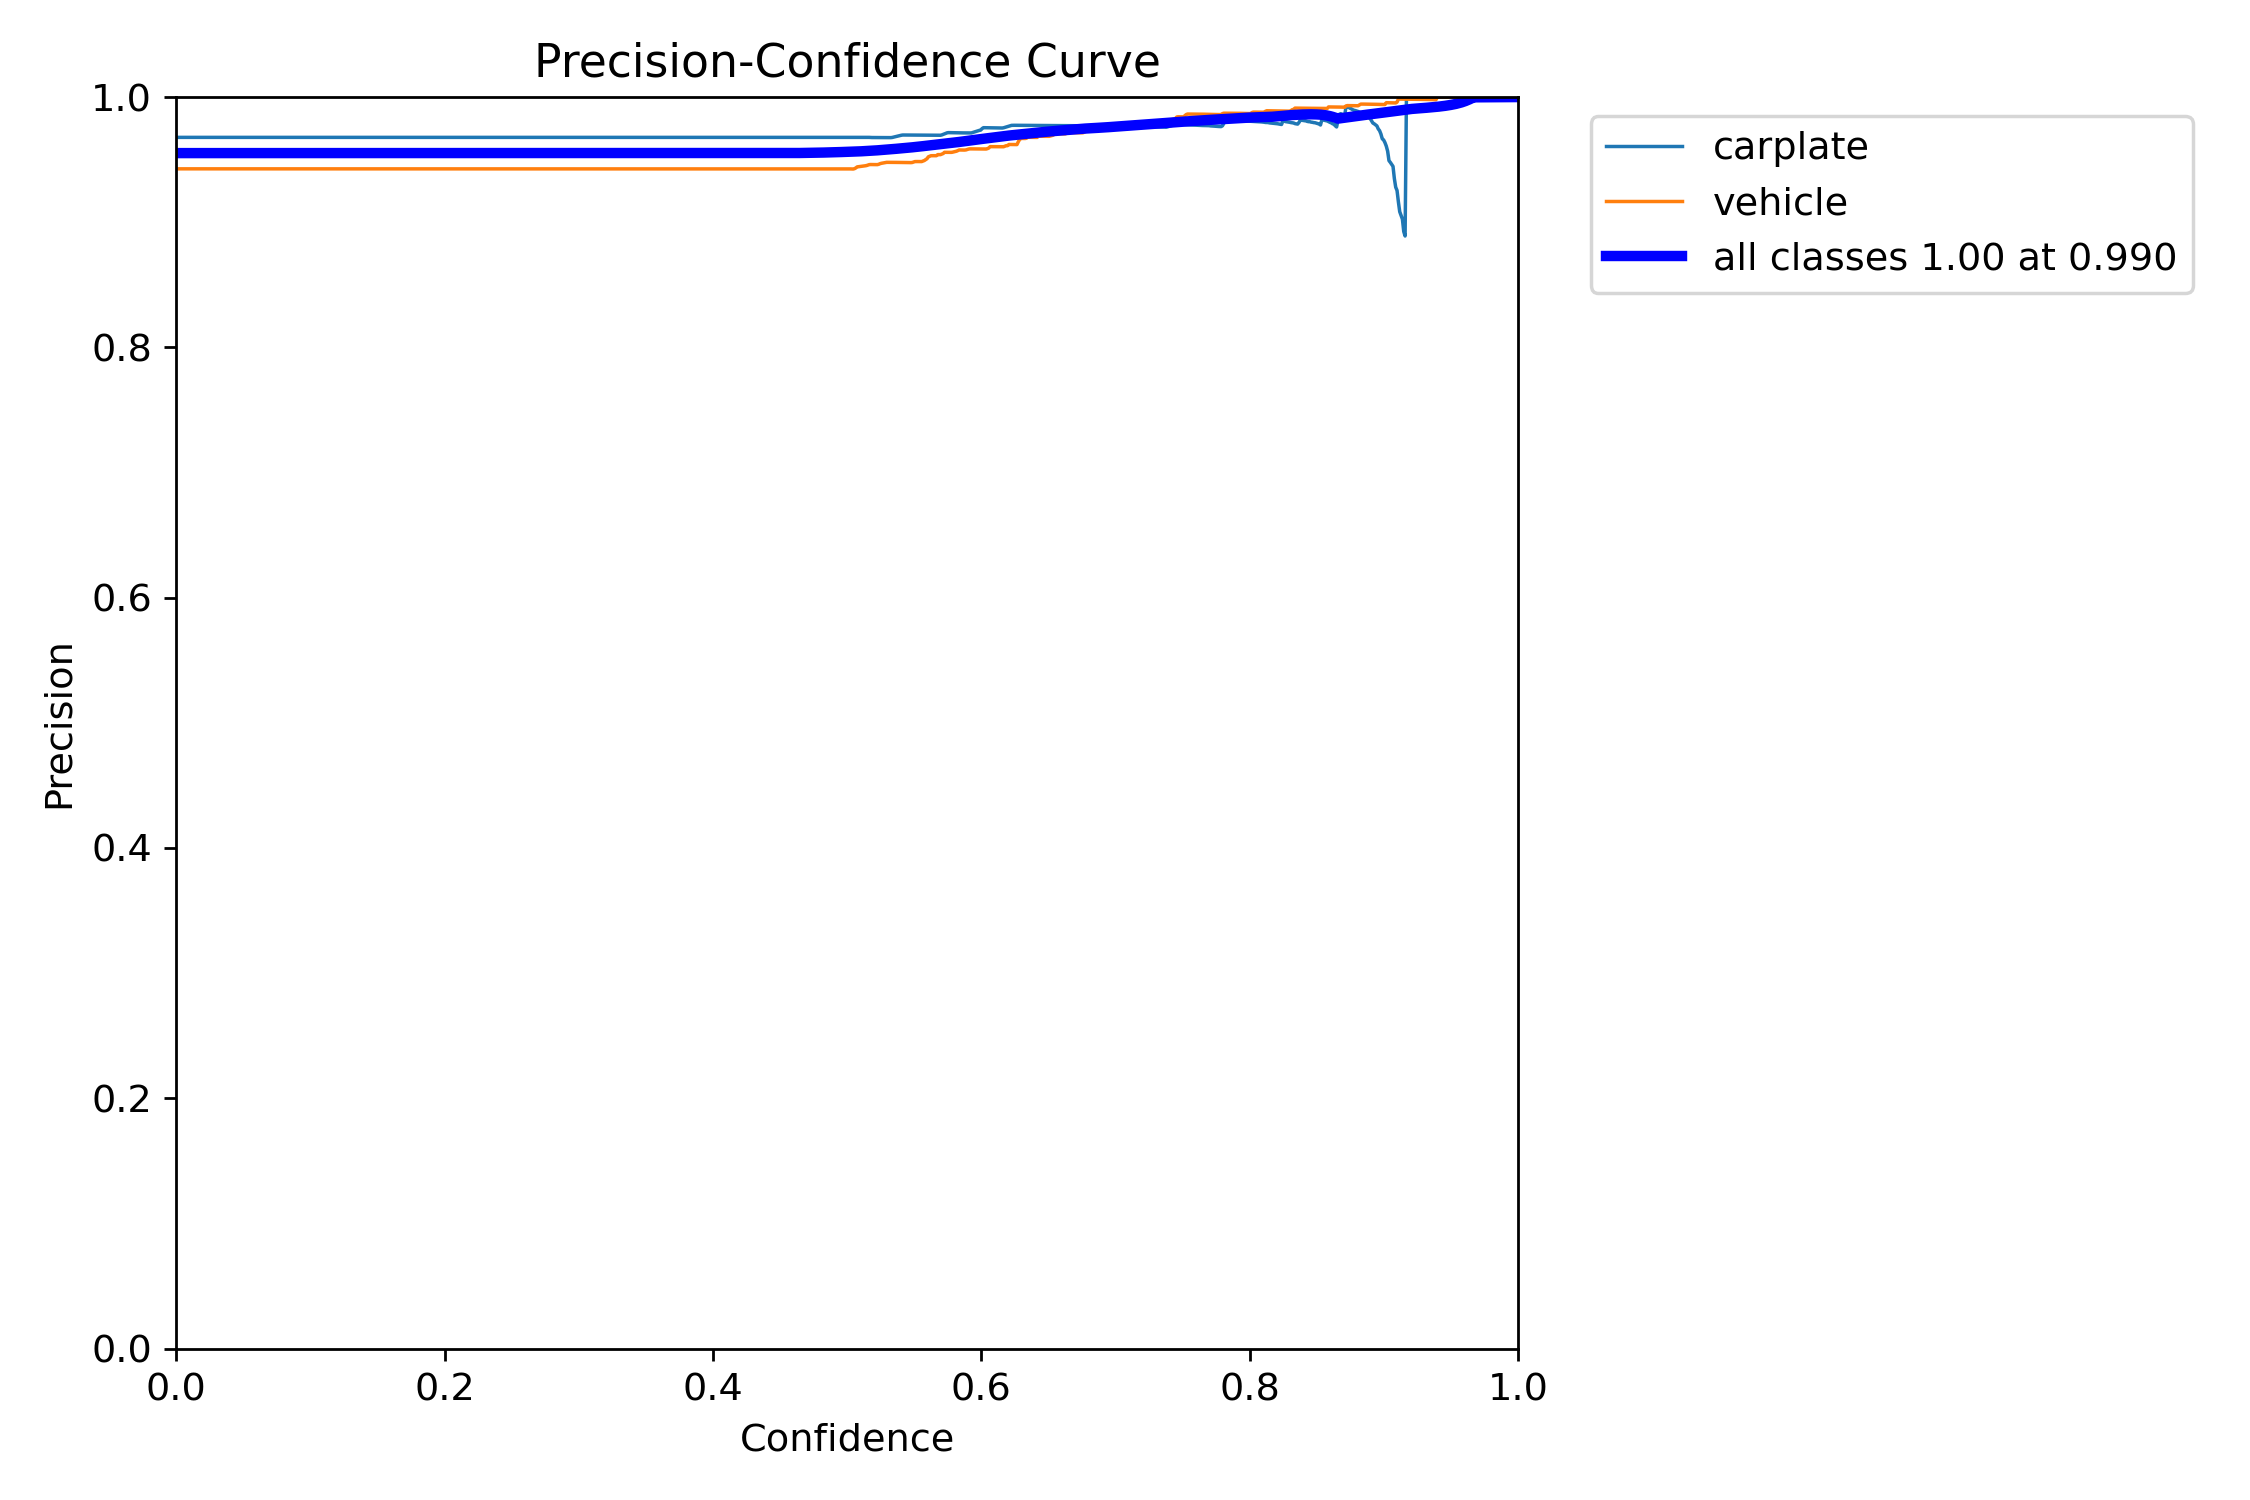 Precision-Confidence Curve
1.0
0.8
0.6
0.4
0.2
0.0
Precision
0.0 0.2 0.4 0.6 0.8 1.0
Confidence
carplate
vehicle
all classes 1.00 at 0.990